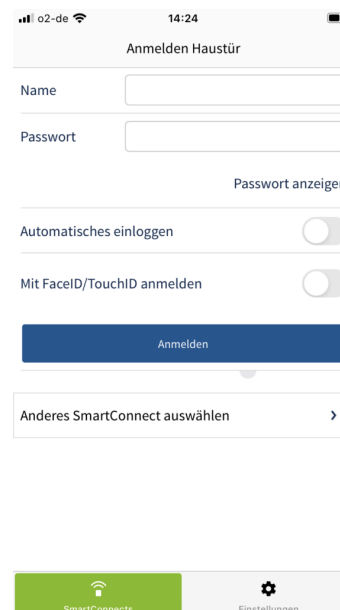 o2-de 14:24
Anmelden Haustür
Name
Passwort
Passwort anzeigen
Automatisches einloggen
Mit FaceID/TouchID anmelden
Anmelden
Anderes SmartConnect auswählen
SmartConnects Einstellungen